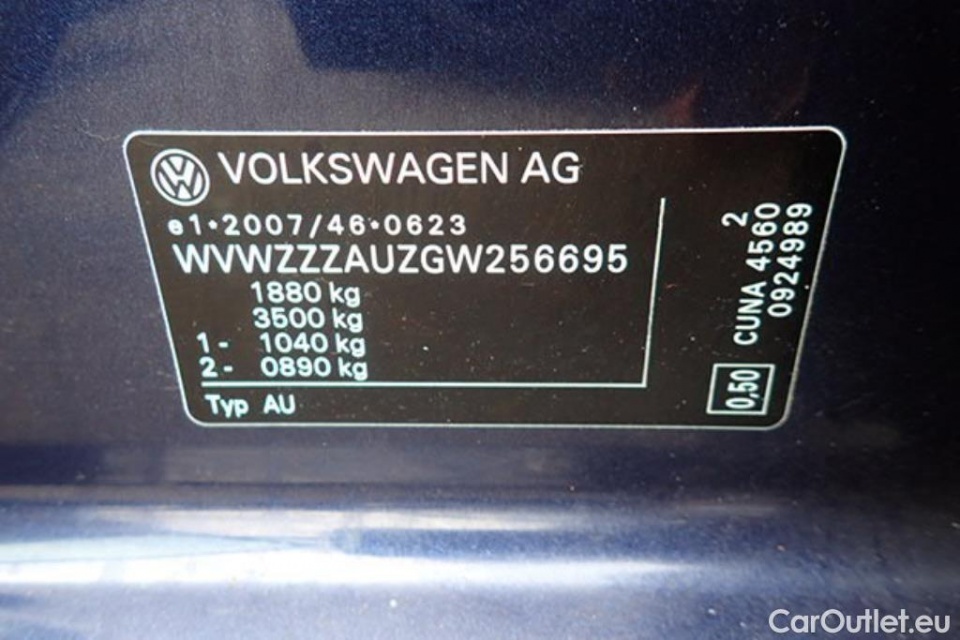 VOLKSWAGEN AG
e1*2007/46*0623
WVWZZZAUZGW256695
1880 kg
3500 kg
1- 1040 kg
2- 0890 kg
Typ AU
2
CUNA 4560
0924989
0,50
CarOutlet.eu